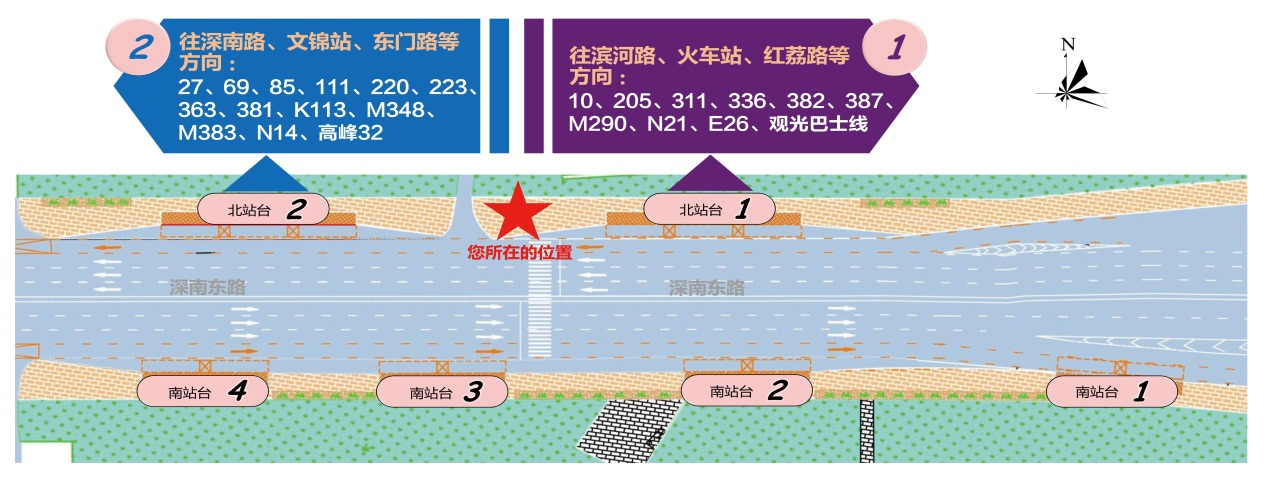 2
往深南路、文锦站、东门路等
方向：
27、69、85、111、220、223、
363、381、K113、M348、
M383、N14、高峰32
往滨河路、火车站、红荔路等
方向：
10、205、311、336、382、387、
M290、N21、E26、观光巴士线
1
N
北站台 2
北站台 1
您所在的位置
深南东路
深南东路
南站台 4
南站台 3
南站台 2
南站台 1